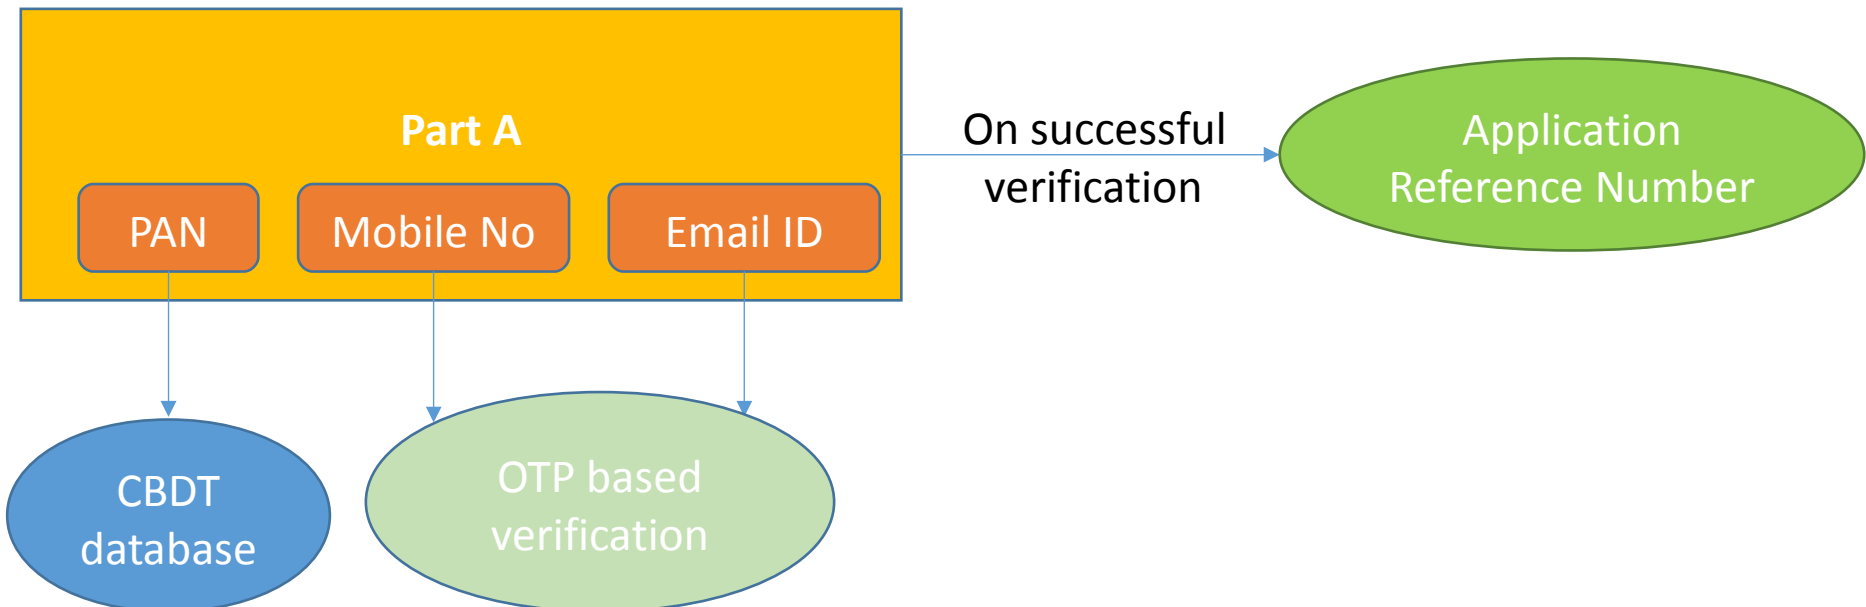 Part A
PAN
Mobile No
Email ID
On successful
verification
Application
Reference Number
CBDT
database
OTP based
verification